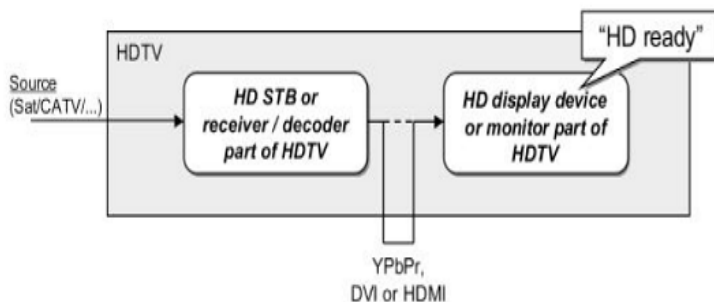 "HD ready"
HDTV
Source
(Sat/CATV/...)
HD STB or
receiver / decoder
part of HDTV
HD display device
or monitor part of
HDTV
YPbPr,
DVI or HDMI